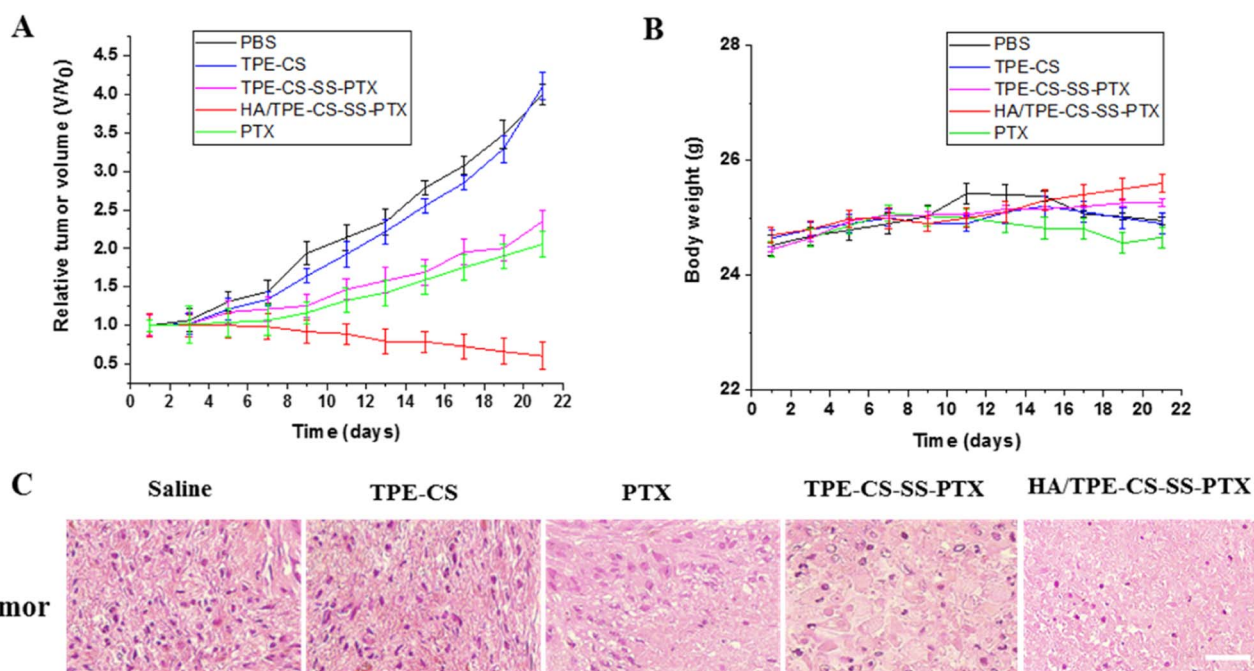 A
PBS
TPE-CS
TPE-CS-SS-PTX
HA/TPE-CS-SS-PTX
PTX
Relative tumor volume (V/V0)
4.5
4.0
3.5
3.0
2.5
2.0
1.5
1.0
0.5
0 2 4 6 8 10 12 14 16 18 20 22
Time (days)
B
PBS
TPE-CS
TPE-CS-SS-PTX
HA/TPE-CS-SS-PTX
PTX
Body weight (g)
28
26
24
22
0 2 4 6 8 10 12 14 16 18 20 22
Time (days)
C
Saline TPE-CS PTX TPE-CS-SS-PTX HA/TPE-CS-SS-PTX
mor